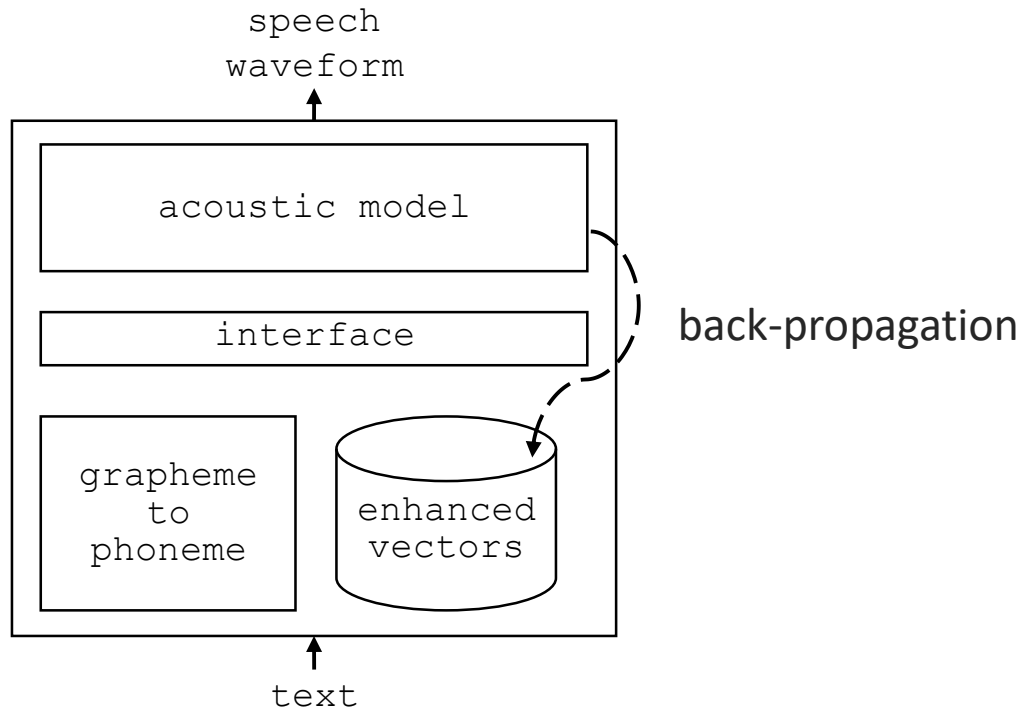 speech
waveform
acoustic model
interface
back-propagation
grapheme
to
phoneme
enhanced
vectors
text